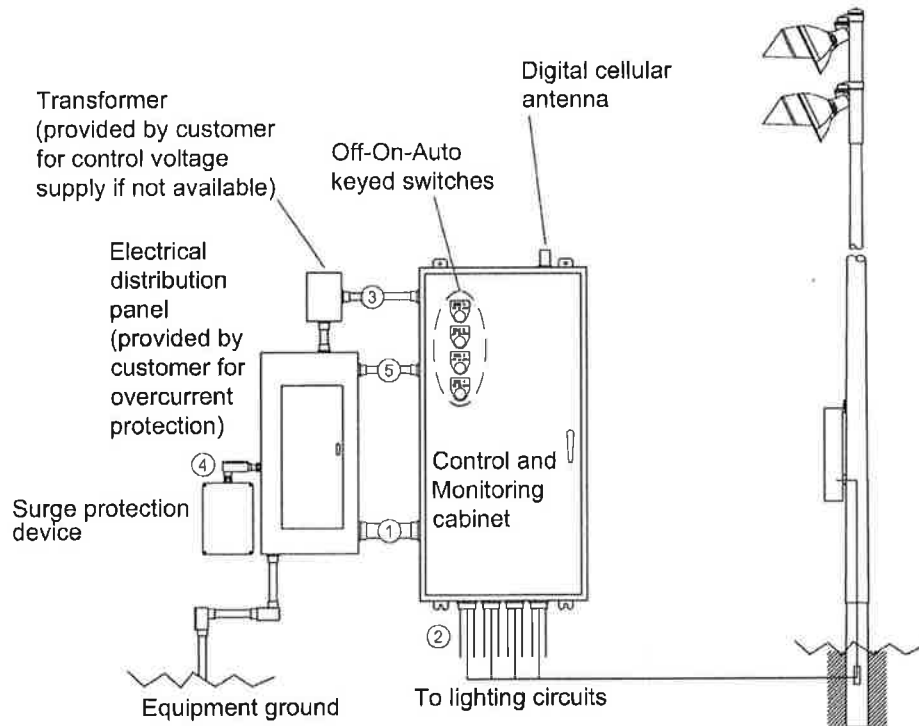 Digital cellular
antenna
Transformer
(provided by customer
for control voltage
supply if not available)
Off-On-Auto
keyed switches
Electrical
distribution
panel
(provided by
customer for
overcurrent
protection)
3
5
4
Surge protection
device
Control and
Monitoring
cabinet
1
2
To lighting circuits
Equipment ground